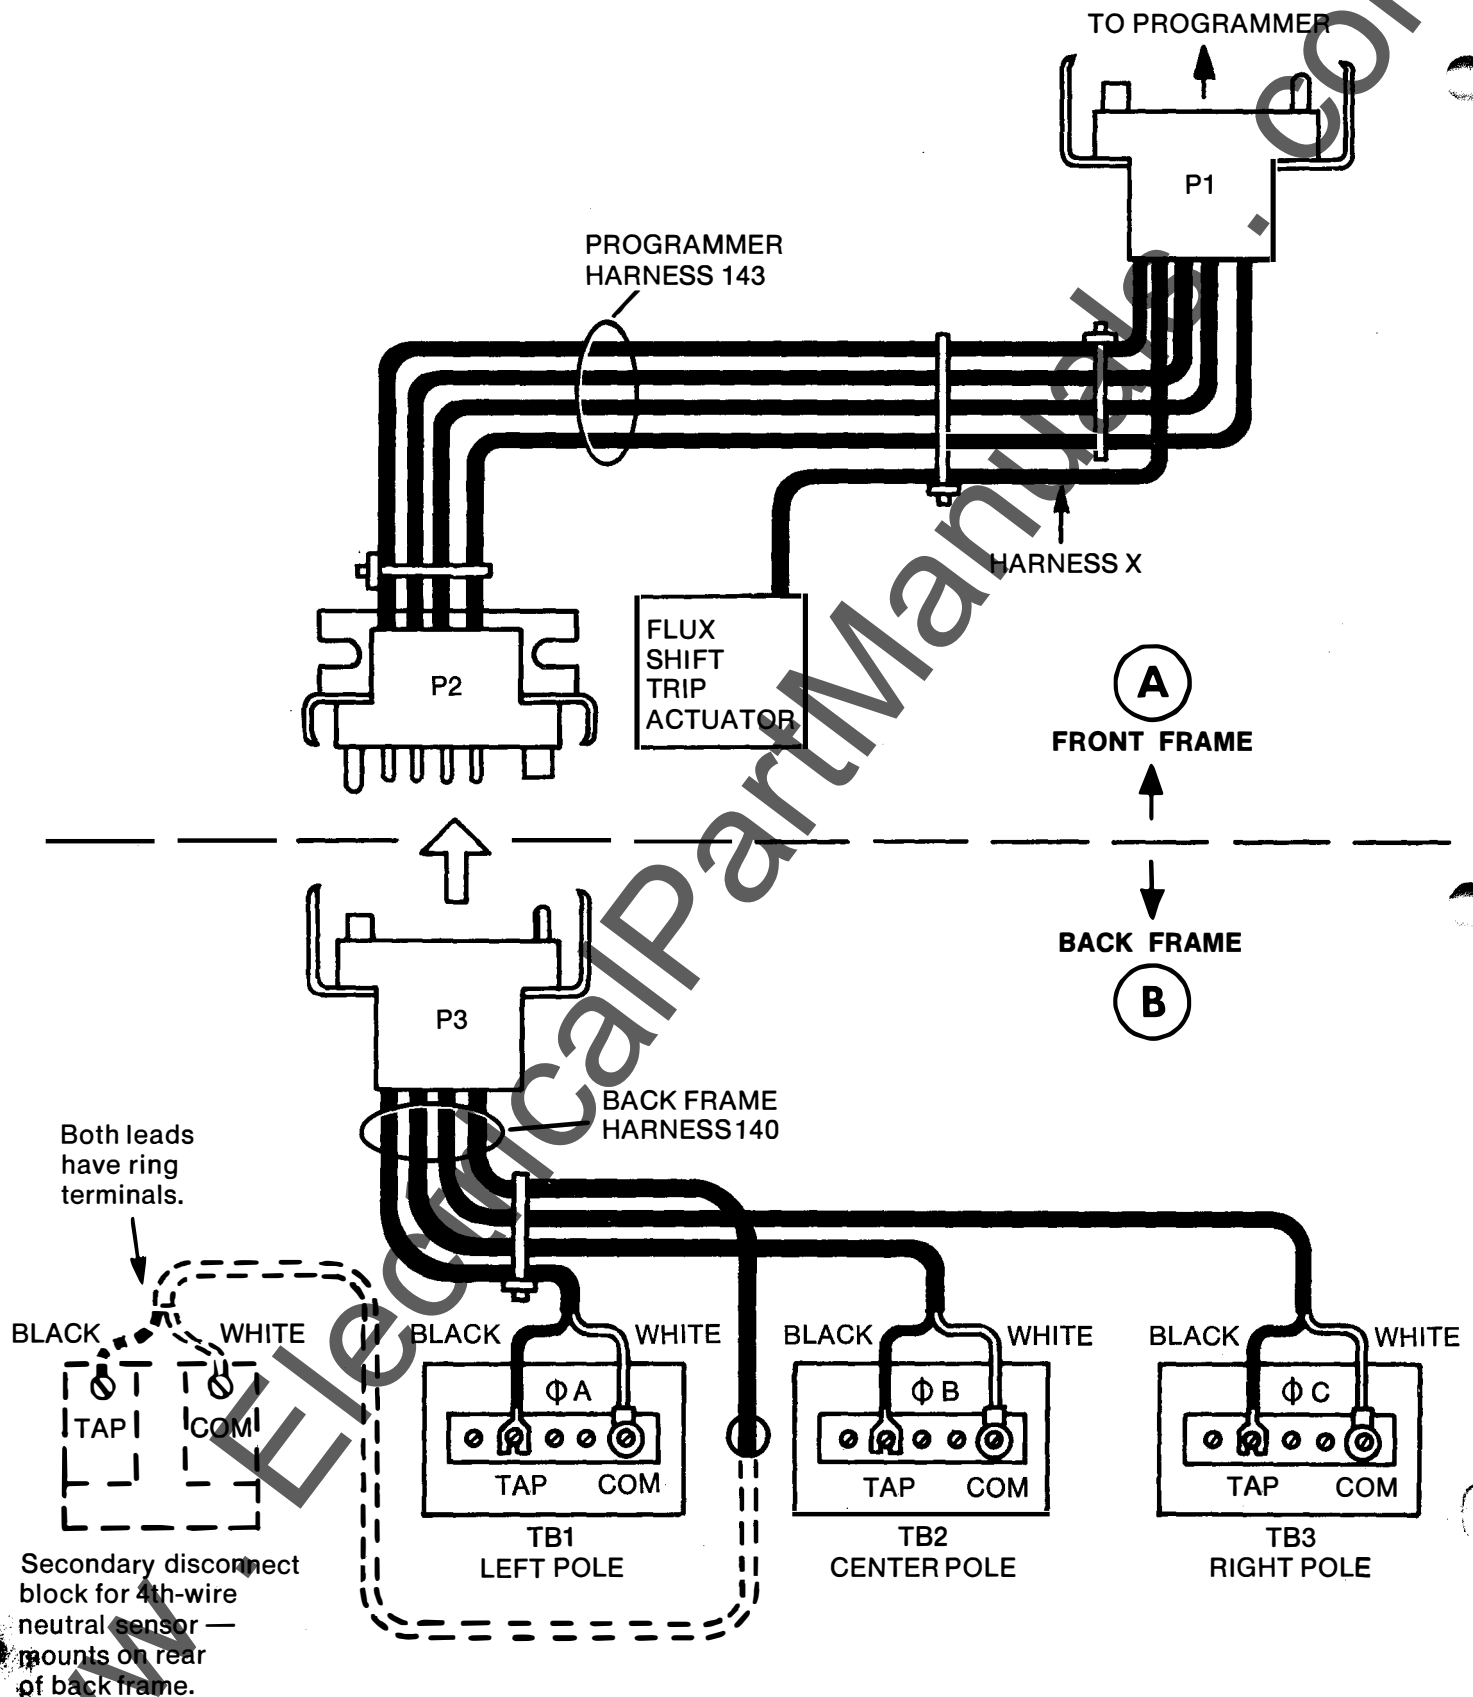 TO PROGRAMMER
P1
PROGRAMMER
HARNESS 143
HARNESS X
FLUX
SHIFT
TRIP
ACTUATOR
P2
A
FRONT FRAME
BACK FRAME
B
P3
BACK FRAME
HARNESS 140
Both leads
have ring
terminals.
BLACK WHITE
TAP COM
BLACK WHITE
ϕ A
TAP COM
TB1
LEFT POLE
BLACK WHITE
ϕ B
TAP COM
TB2
CENTER POLE
BLACK WHITE
ϕ C
TAP COM
TB3
RIGHT POLE
Secondary disconnect
block for 4th-wire
neutral sensor —
mounts on rear
of back frame.
www . ElectricalPartManuals . com